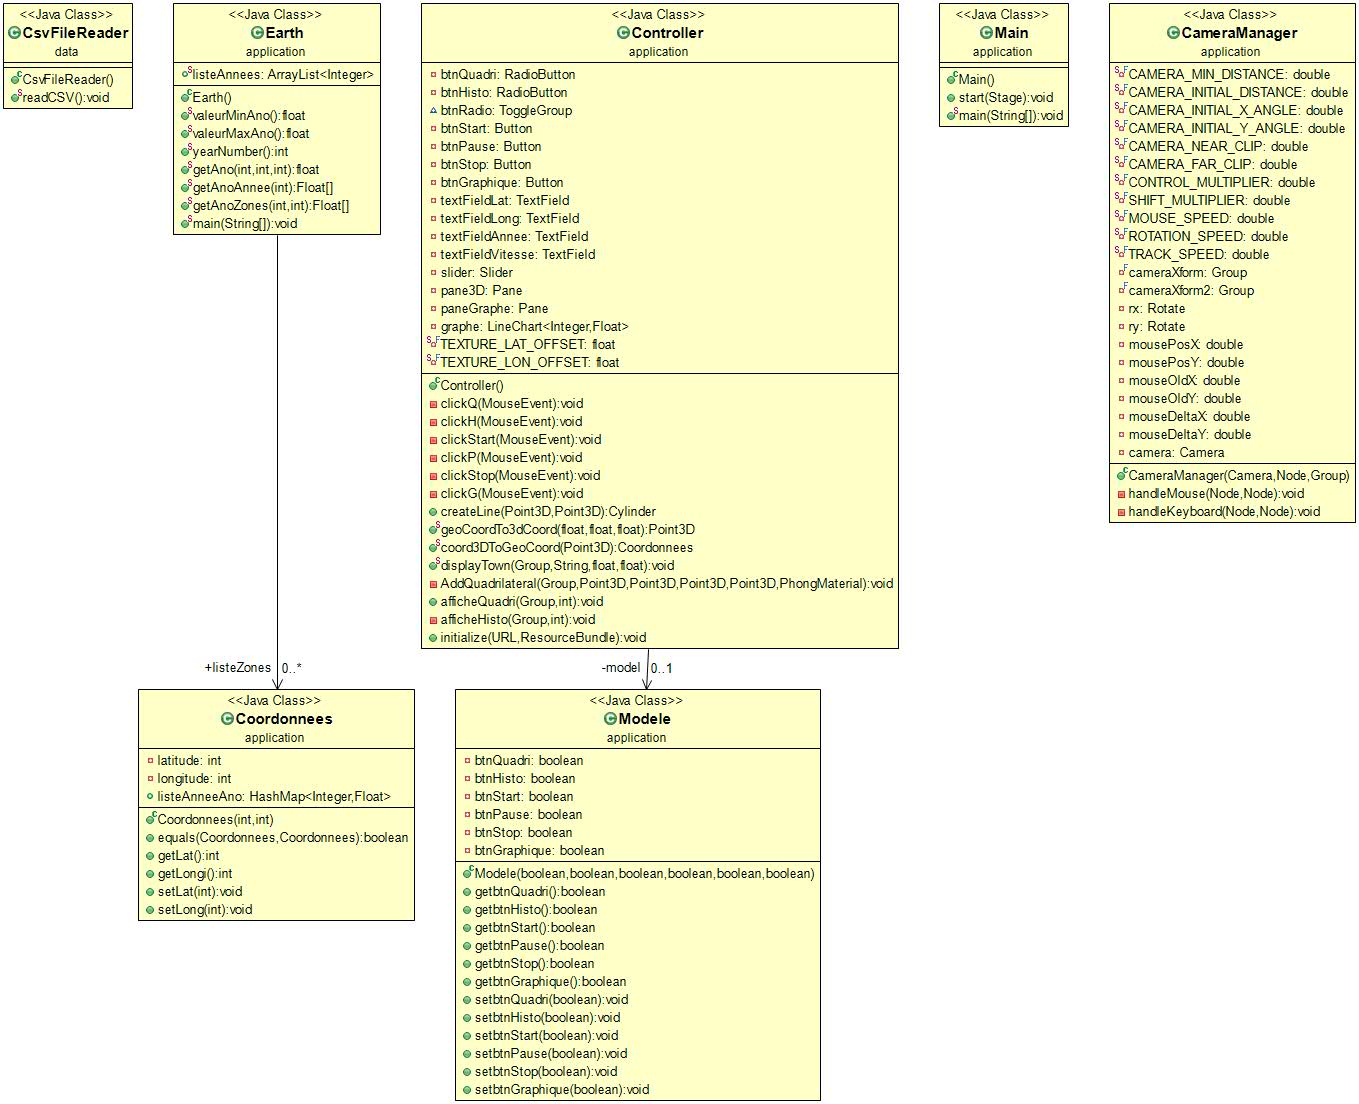 <<Java Class>>
CsvFileReader
data
CsvFileReader()
readCSV():void
<<Java Class>>
Earth
application
listeAnnees: ArrayList<Integer>
Earth()
valeurMinAno():float
valeurMaxAno():float
yearNumber():int
getAno(int,int,int):float
getAnoAnnee(int):Float[]
getAnoZones(int,int):Float[]
main(String[]):void
<<Java Class>>
Controller
application
btnQuadri: RadioButton
btnHisto: RadioButton
btnRadio: ToggleGroup
btnStart: Button
btnPause: Button
btnStop: Button
btnGraphique: Button
textFieldLat: TextField
textFieldLong: TextField
textFieldAnnee: TextField
textFieldVitesse: TextField
slider: Slider
pane3D: Pane
paneGraphe: Pane
graphe: LineChart<Integer,Float>
TEXTURE_LAT_OFFSET: float
TEXTURE_LON_OFFSET: float
Controller()
clickQ(MouseEvent):void
clickH(MouseEvent):void
clickStart(MouseEvent):void
clickP(MouseEvent):void
clickStop(MouseEvent):void
clickG(MouseEvent):void
createLine(Point3D,Point3D):Cylinder
geoCoordTo3dCoord(float,float,float):Point3D
coord3DToGeoCoord(Point3D):Coordonnees
displayTown(Group,String,float,float):void
AddQuadrilateral(Group,Point3D,Point3D,Point3D,Point3D,PhongMaterial):void
afficheQuadri(Group,int):void
afficheHisto(Group,int):void
initialize(URL,ResourceBundle):void
<<Java Class>>
Main
application
Main()
start(Stage):void
main(String[]):void
<<Java Class>>
CameraManager
application
CAMERA_MIN_DISTANCE: double
CAMERA_INITIAL_DISTANCE: double
CAMERA_INITIAL_X_ANGLE: double
CAMERA_INITIAL_Y_ANGLE: double
CAMERA_NEAR_CLIP: double
CAMERA_FAR_CLIP: double
CONTROL_MULTIPLIER: double
SHIFT_MULTIPLIER: double
MOUSE_SPEED: double
ROTATION_SPEED: double
TRACK_SPEED: double
cameraXform: Group
cameraXform2: Group
rx: Rotate
ry: Rotate
mousePosX: double
mousePosY: double
mouseOldX: double
mouseOldY: double
mouseDeltaX: double
mouseDeltaY: double
camera: Camera
CameraManager(Camera,Node,Group)
handleMouse(Node,Node):void
handleKeyboard(Node,Node):void
+listeZones 0..*
-model 0..1
<<Java Class>>
Coordonnees
application
latitude: int
longitude: int
listeAnneeAno: HashMap<Integer,Float>
Coordonnees(int,int)
equals(Coordonnees,Coordonnees):boolean
getLat():int
getLongi():int
setLat(int):void
setLong(int):void
<<Java Class>>
Modele
application
btnQuadri: boolean
btnHisto: boolean
btnStart: boolean
btnPause: boolean
btnStop: boolean
btnGraphique: boolean
Modele(boolean,boolean,boolean,boolean,boolean,boolean)
getbtnQuadri():boolean
getbtnHisto():boolean
getbtnStart():boolean
getbtnPause():boolean
getbtnStop():boolean
getbtnGraphique():boolean
setbtnQuadri(boolean):void
setbtnHisto(boolean):void
setbtnStart(boolean):void
setbtnPause(boolean):void
setbtnStop(boolean):void
setbtnGraphique(boolean):void